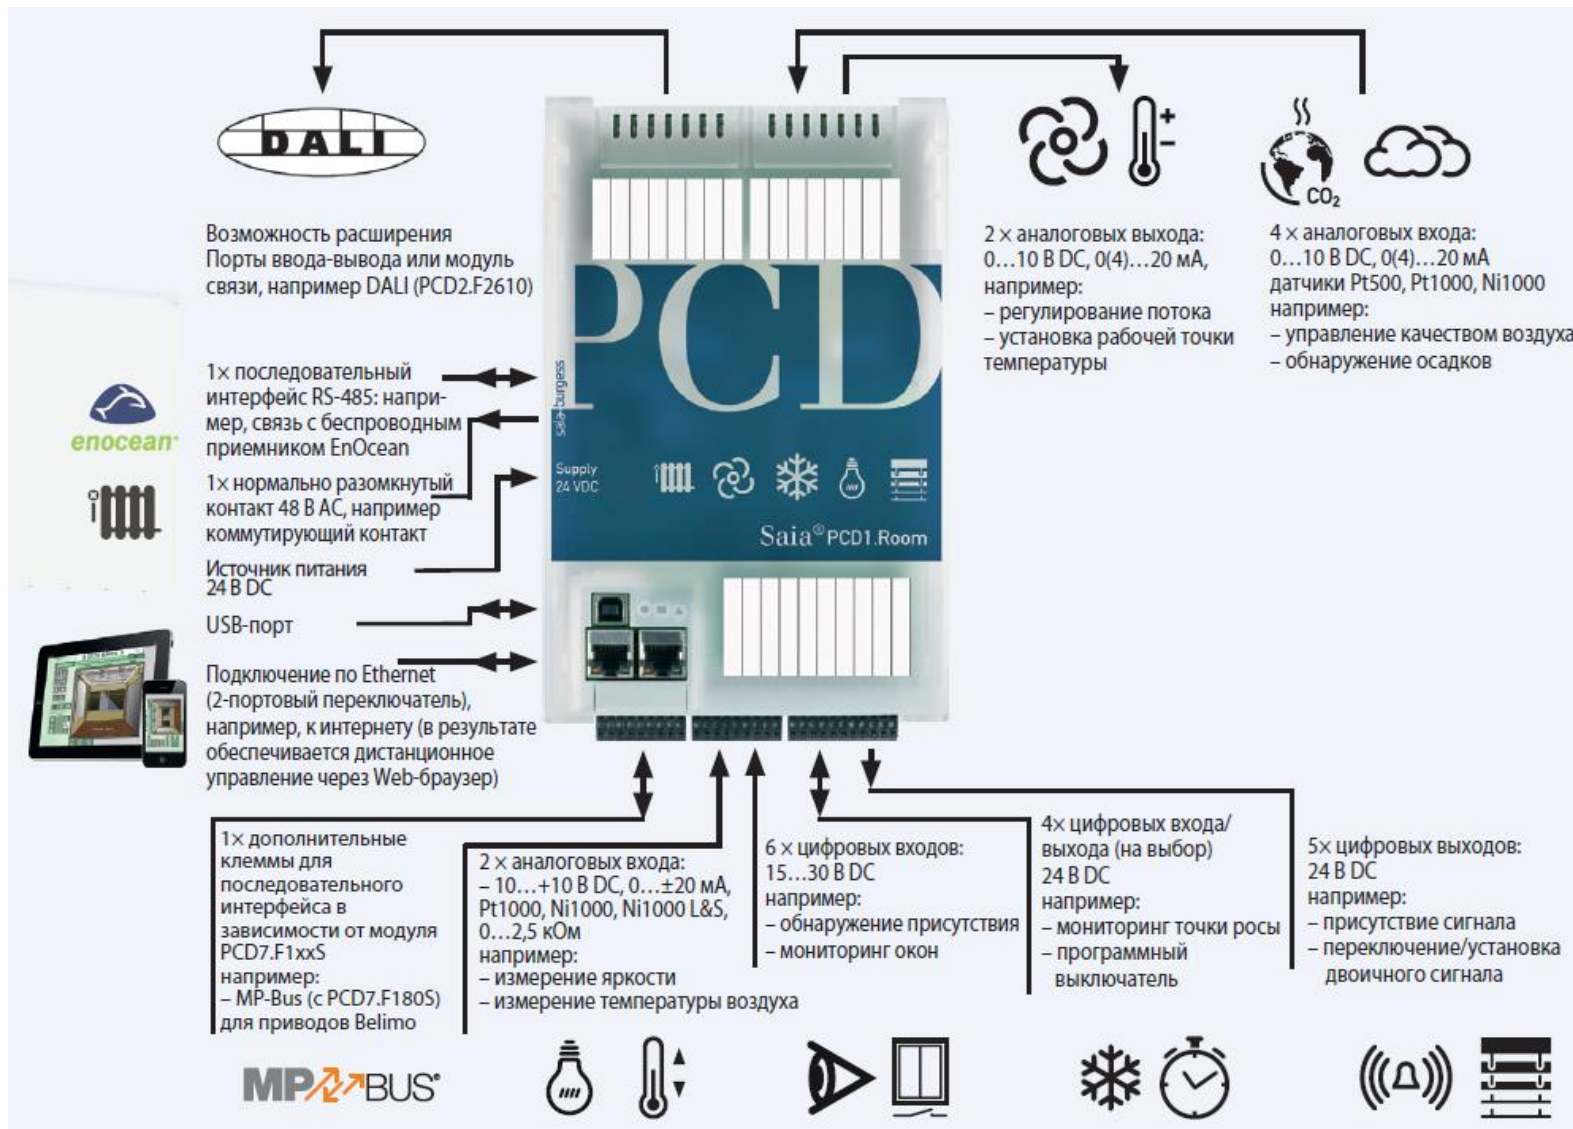 DALI
Возможность расширения
Порты ввода-вывода или модуль
связи, например DALI (PCD2.F2610)
2 × аналоговых выхода:
0…10 В DC, 0(4)…20 мА,
например:
– регулирование потока
– установка рабочей точки
температуры
CO₂
4 × аналоговых входа:
0…10 В DC, 0(4)…20 мА
датчики Pt500, Pt1000, Ni1000
например:
– управление качеством воздуха
– обнаружение осадков
enocean
1× последовательный
интерфейс RS-485: напри-
мер, связь с беспроводным
приемником EnOcean
1× нормально разомкнутый
контакт 48 В AC, например
коммутирующий контакт
Источник питания
24 В DC
USB-порт
Подключение по Ethernet
(2-портовый переключатель),
например, к интернету (в результате
обеспечивается дистанционное
управление через Web-браузер)
PCD
saia-burgess
Supply
24 VDC
Saia® PCD1.Room
1× дополнительные
клеммы для
последовательного
интерфейса в
зависимости от модуля
PCD7.F1xxS
например:
– MP-Bus (с PCD7.F180S)
для приводов Belimo
MP BUS®
2 × аналоговых входа:
– 10…+10 В DC, 0…±20 мА,
Pt1000, Ni1000, Ni1000 L&S,
0…2,5 кОм
например:
– измерение яркости
– измерение температуры воздуха
6 × цифровых входов:
15…30 В DC
например:
– обнаружение присутствия
– мониторинг окон
4× цифровых входа/
выхода (на выбор)
24 В DC
например:
– мониторинг точки росы
– программный
выключатель
5× цифровых выходов:
24 В DC
например:
– присутствие сигнала
– переключение/установка
двоичного сигнала